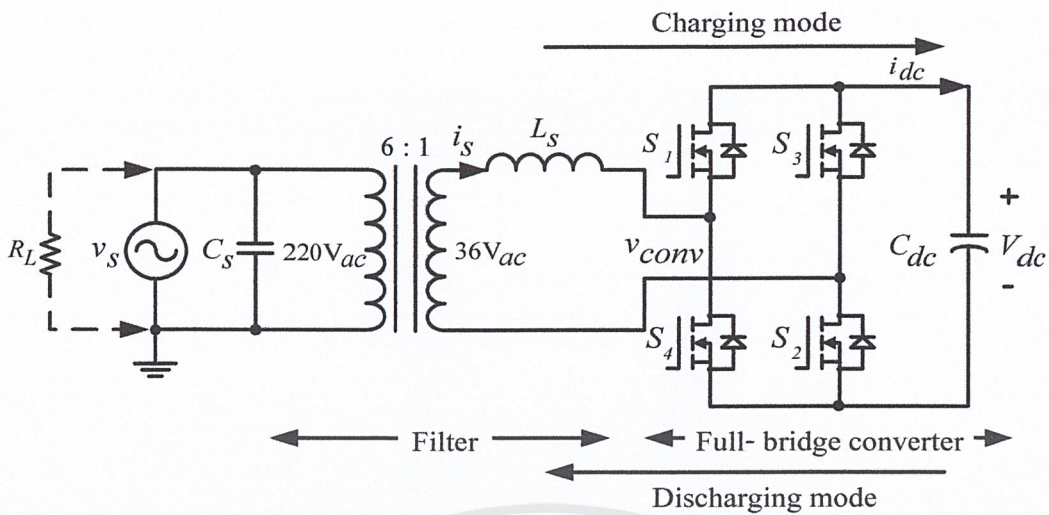 Charging mode
i_dc
6 : 1
i_s
L_s
S_1
S_3
R_L
v_s
C_s
220V_ac
36V_ac
v_conv
C_dc
+
V_dc
-
S_4
S_2
Filter
Full- bridge converter
Discharging mode